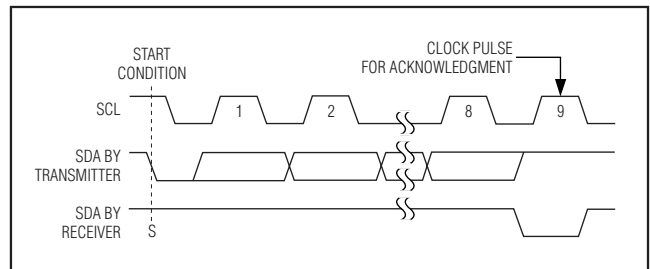 START
CONDITION
CLOCK PULSE
FOR ACKNOWLEDGMENT
SCL
1
2
8
9
SDA BY
TRANSMITTER
SDA BY
RECEIVER
S